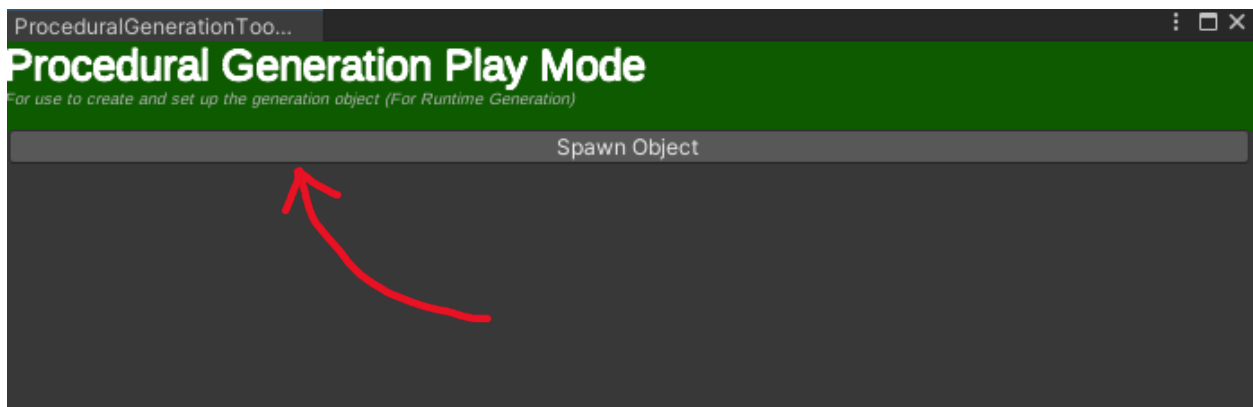 ProceduralGenerationToo...
Procedural Generation Play Mode
For use to create and set up the generation object (For Runtime Generation)
Spawn Object